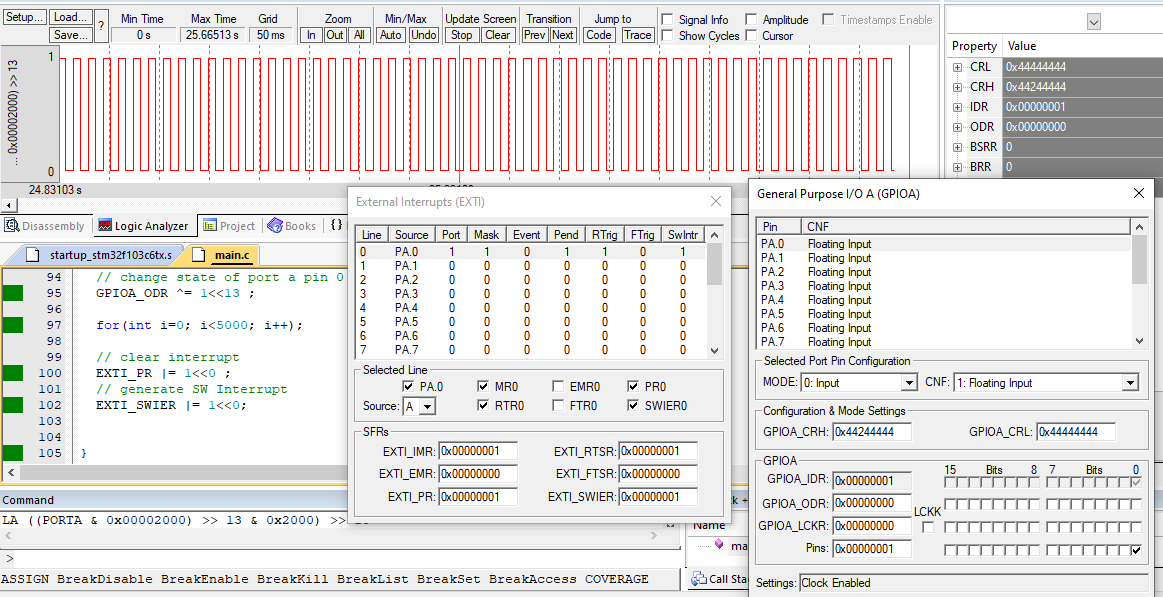 Setup... Load... ? Min Time Max Time Grid Zoom Min/Max Update Screen Transition Jump to Signal Info Amplitude Timestamps Enable
Save... 0 s 25.66513 s 50 ms In Out All Auto Undo Stop Clear Prev Next Code Trace Show Cycles Cursor
1
... 0x00002000) >> 13
0
24.83103 s
Property Value
CRL 0x44444444
CRH 0x44244444
IDR 0x00000001
ODR 0x00000000
BSRR 0
BRR 0
Disassembly Logic Analyzer Project Books {}
startup_stm32f103c6tx.s main.c
94 // change state of port a pin 0
95 GPIOA_ODR ^= 1<<13 ;
96
97 for(int i=0; i<5000; i++);
98
99 // clear interrupt
100 EXTI_PR |= 1<<0 ;
101 // generate SW Interrupt
102 EXTI_SWIER |= 1<<0;
103
104
105 }
Command
LA ((PORTA & 0x00002000) >> 13 & 0x2000) >>
>
ASSIGN BreakDisable BreakEnable BreakKill BreakList BreakSet BreakAccess COVERAGE
External Interrupts (EXTI)
Line Source Port Mask Event Pend RTrig FTrig SwIntr
0 PA.0 1 1 0 1 1 0 1
1 PA.1 0 0 0 0 0 0 0
2 PA.2 0 0 0 0 0 0 0
3 PA.3 0 0 0 0 0 0 0
4 PA.4 0 0 0 0 0 0 0
5 PA.5 0 0 0 0 0 0 0
6 PA.6 0 0 0 0 0 0 0
7 PA.7 0 0 0 0 0 0 0
Selected Line
PA.0 MR0 EMR0 PR0
Source: A RTR0 FTR0 SWIER0
SFRs
EXTI_IMR: 0x00000001 EXTI_RTSR: 0x00000001
EXTI_EMR: 0x00000000 EXTI_FTSR: 0x00000000
EXTI_PR: 0x00000001 EXTI_SWIER: 0x00000001
Name
Call Sta
General Purpose I/O A (GPIOA)
Pin CNF
PA.0 Floating Input
PA.1 Floating Input
PA.2 Floating Input
PA.3 Floating Input
PA.4 Floating Input
PA.5 Floating Input
PA.6 Floating Input
PA.7 Floating Input
Selected Port Pin Configuration
MODE: 0: Input CNF: 1: Floating Input
Configuration & Mode Settings
GPIOA_CRH: 0x44244444 GPIOA_CRL: 0x44444444
GPIOA
15 Bits 8 7 Bits 0
GPIOA_IDR: 0x00000001
GPIOA_ODR: 0x00000000
LCKK
GPIOA_LCKR: 0x00000000
Pins: 0x00000001
Settings: Clock Enabled